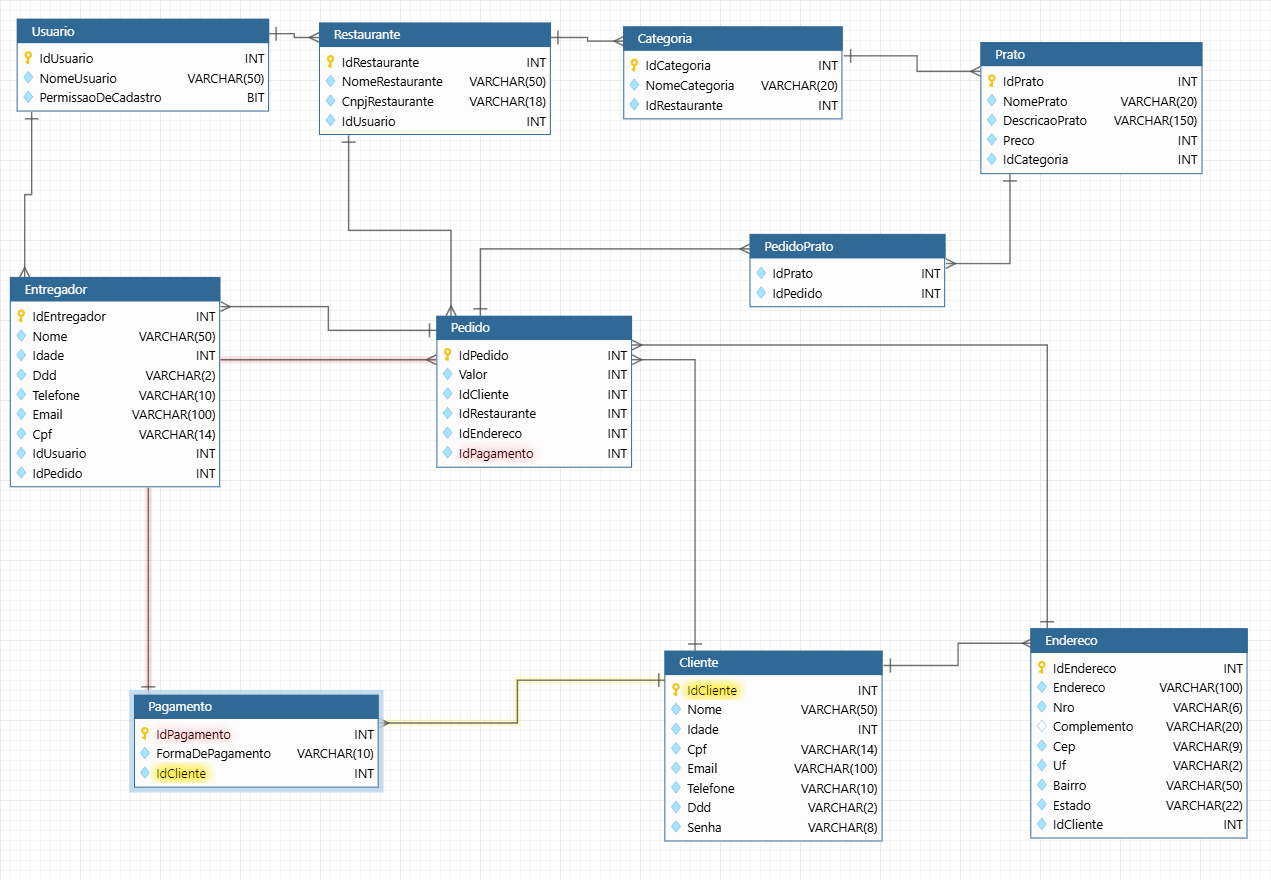 Usuario
IdUsuario INT
NomeUsuario VARCHAR(50)
PermissaoDeCadastro BIT
Restaurante
IdRestaurante INT
NomeRestaurante VARCHAR(50)
CnpjRestaurante VARCHAR(18)
IdUsuario INT
Categoria
IdCategoria INT
NomeCategoria VARCHAR(20)
IdRestaurante INT
Prato
IdPrato INT
NomePrato VARCHAR(20)
DescricaoPrato VARCHAR(150)
Preco INT
IdCategoria INT
PedidoPrato
IdPrato INT
IdPedido INT
Entregador
IdEntregador INT
Nome VARCHAR(50)
Idade INT
Ddd VARCHAR(2)
Telefone VARCHAR(10)
Email VARCHAR(100)
Cpf VARCHAR(14)
IdUsuario INT
IdPedido INT
Pedido
IdPedido INT
Valor INT
IdCliente INT
IdRestaurante INT
IdEndereco INT
IdPagamento INT
Pagamento
IdPagamento INT
FormaDePagamento VARCHAR(10)
IdCliente INT
Cliente
IdCliente INT
Nome VARCHAR(50)
Idade INT
Cpf VARCHAR(14)
Email VARCHAR(100)
Telefone VARCHAR(10)
Ddd VARCHAR(2)
Senha VARCHAR(8)
Endereco
IdEndereco INT
Endereco VARCHAR(100)
Nro VARCHAR(6)
Complemento VARCHAR(20)
Cep VARCHAR(9)
Uf VARCHAR(2)
Bairro VARCHAR(50)
Estado VARCHAR(22)
IdCliente INT